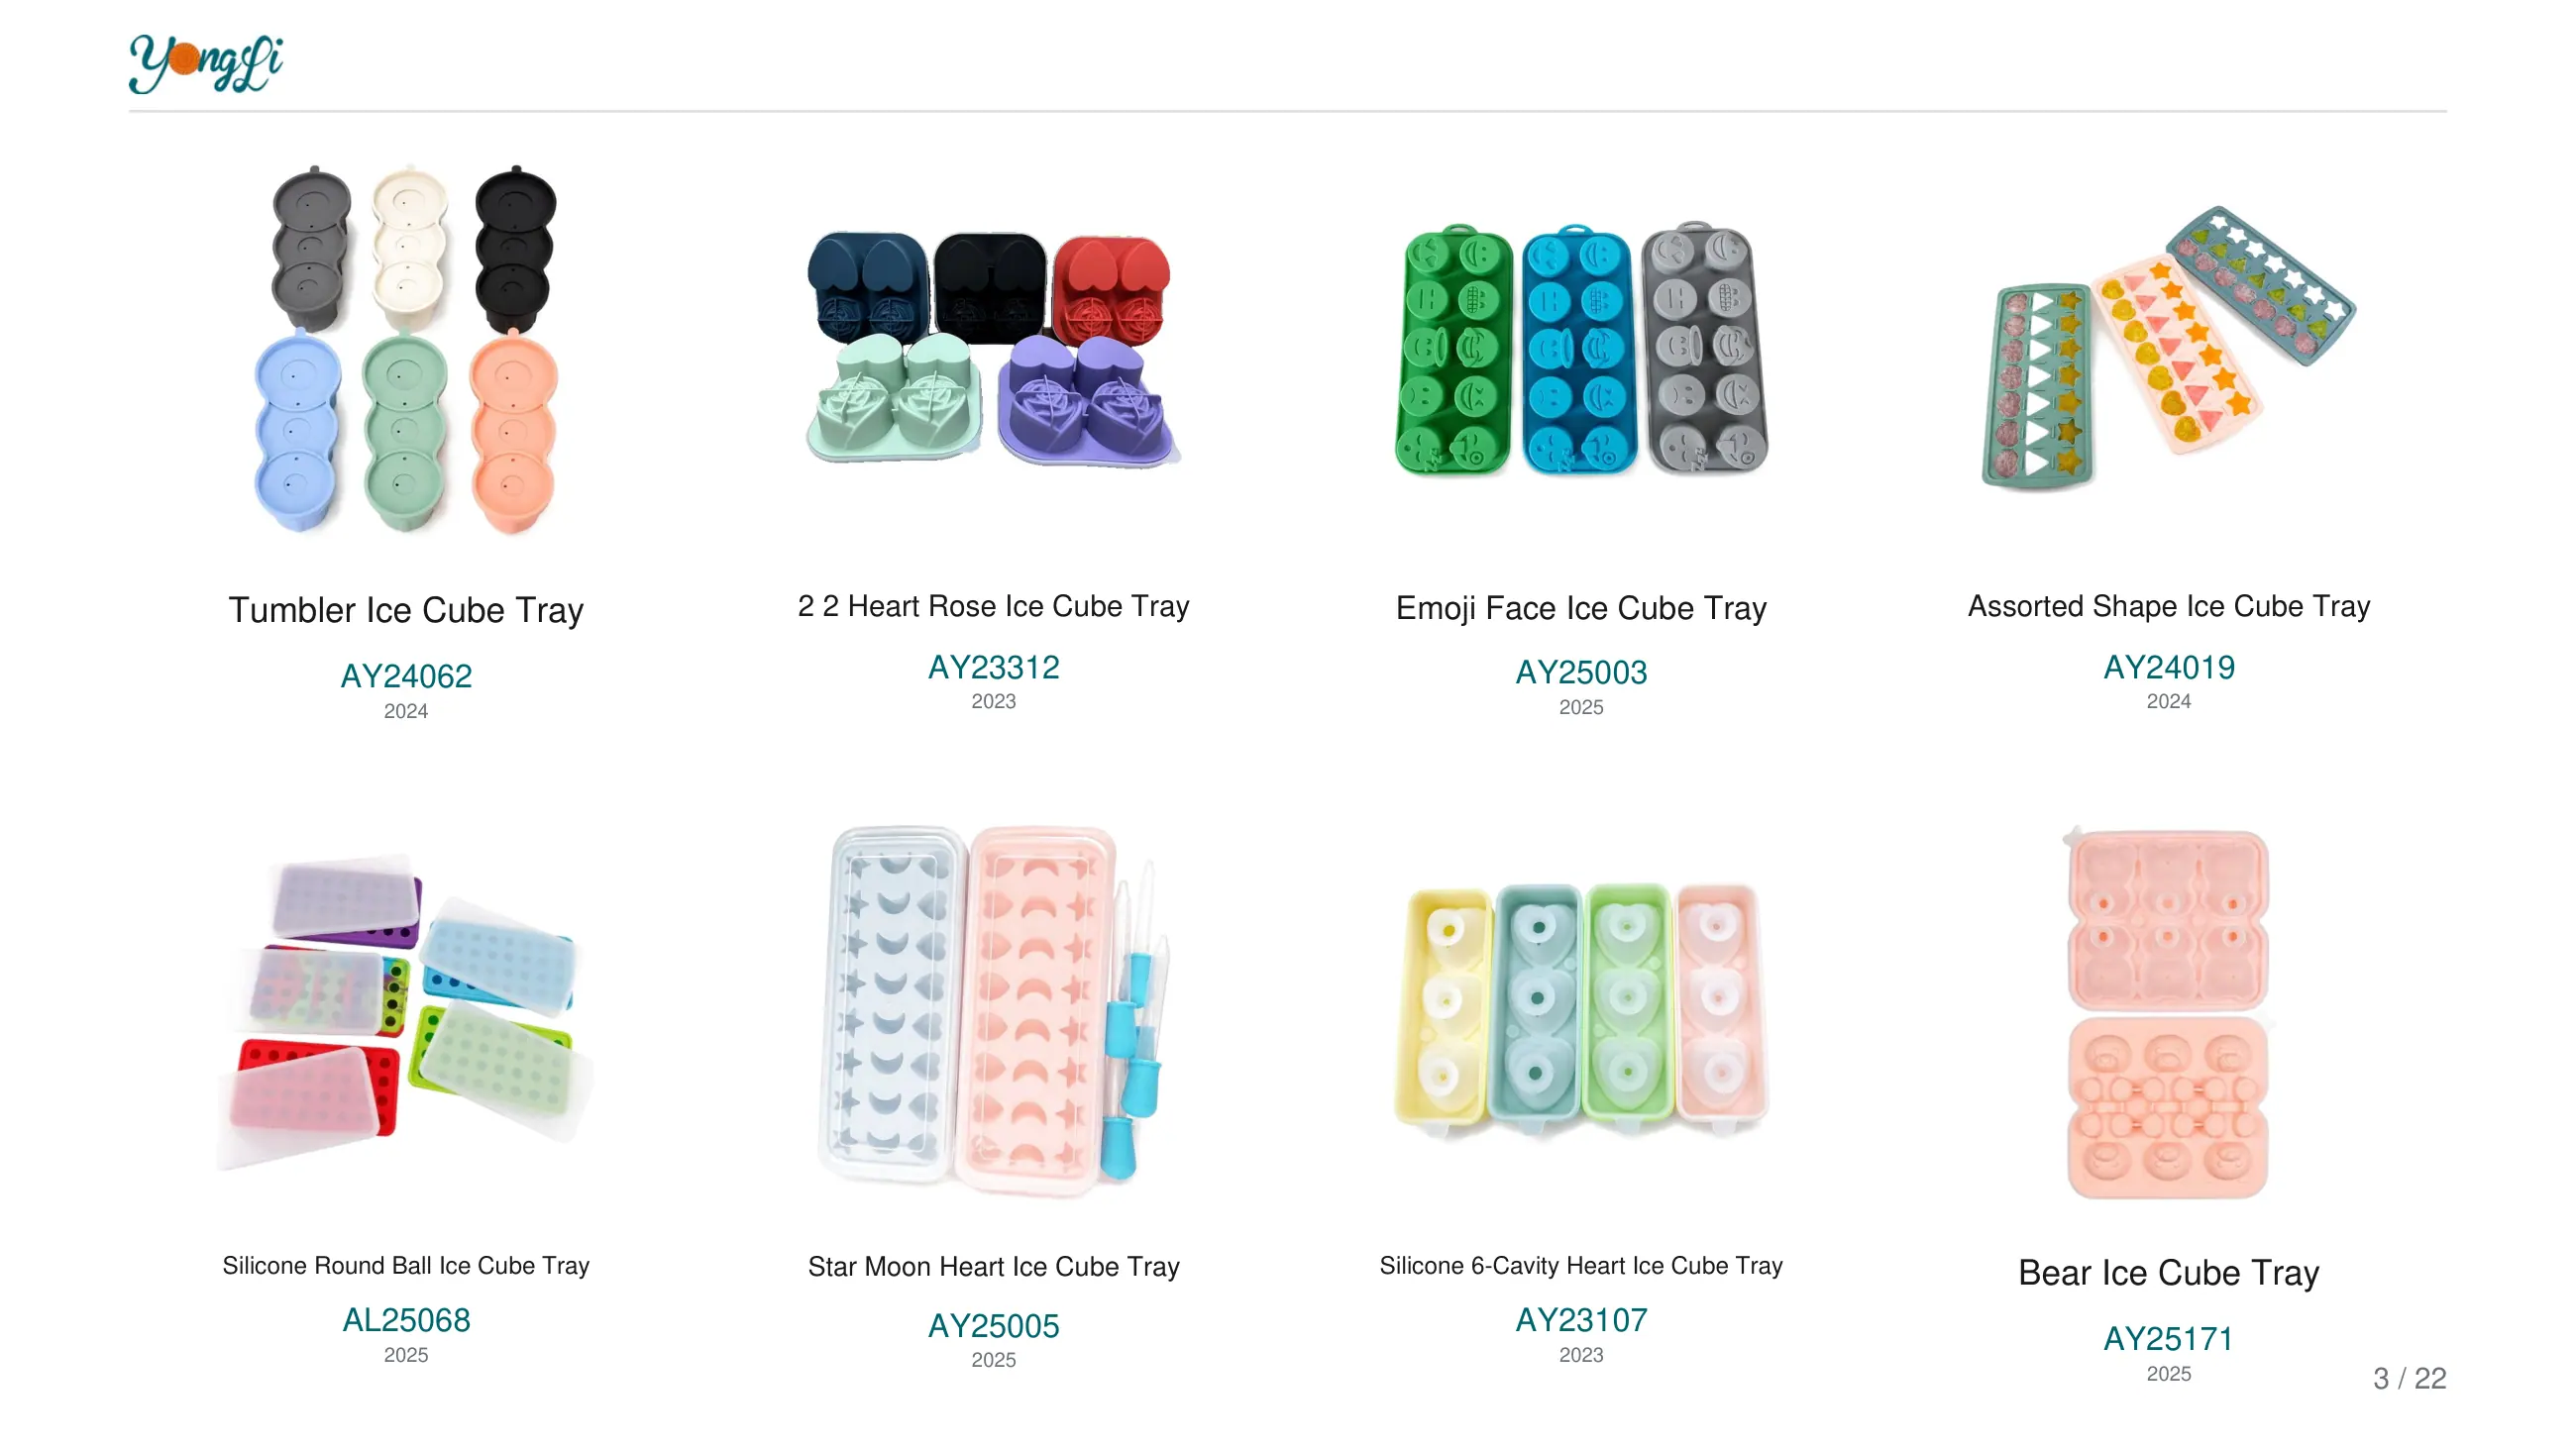 YongLi
Tumbler Ice Cube Tray
AY24062
2024
2 2 Heart Rose Ice Cube Tray
AY23312
2023
Emoji Face Ice Cube Tray
AY25003
2025
Assorted Shape Ice Cube Tray
AY24019
2024
Silicone Round Ball Ice Cube Tray
AL25068
2025
Star Moon Heart Ice Cube Tray
AY25005
2025
Silicone 6-Cavity Heart Ice Cube Tray
AY23107
2023
Bear Ice Cube Tray
AY25171
2025
3 / 22